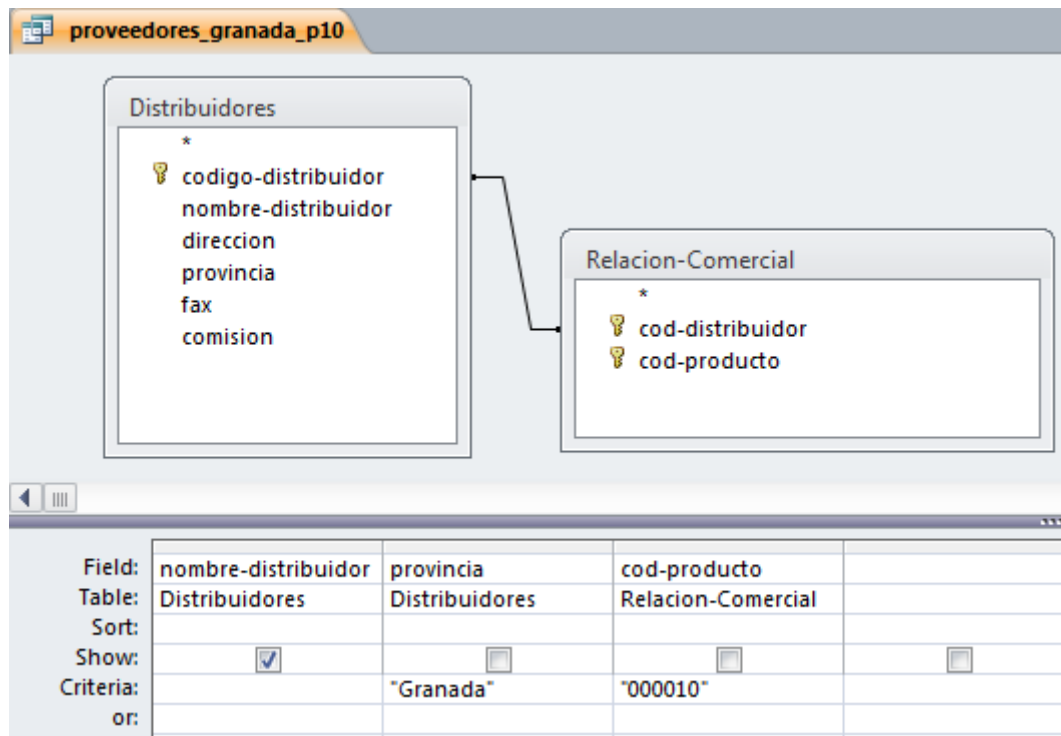 proveedores_granada_p10
Distribuidores
*
codigo-distribuidor
nombre-distribuidor
direccion
provincia
fax
comision
Relacion-Comercial
*
cod-distribuidor
cod-producto
Field: nombre-distribuidor provincia cod-producto
Table: Distribuidores Distribuidores Relacion-Comercial
Sort:
Show:
Criteria: "Granada" "000010"
or: